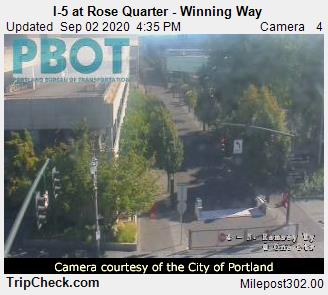 I-5 at Rose Quarter - Winning Way
Updated  Sep 02 2020  4:35 PM
Camera  4
PBOT
PORTLAND BUREAU OF TRANSPORTATION
Camera courtesy of the City of Portland
TripCheck.com
Milepost302.00